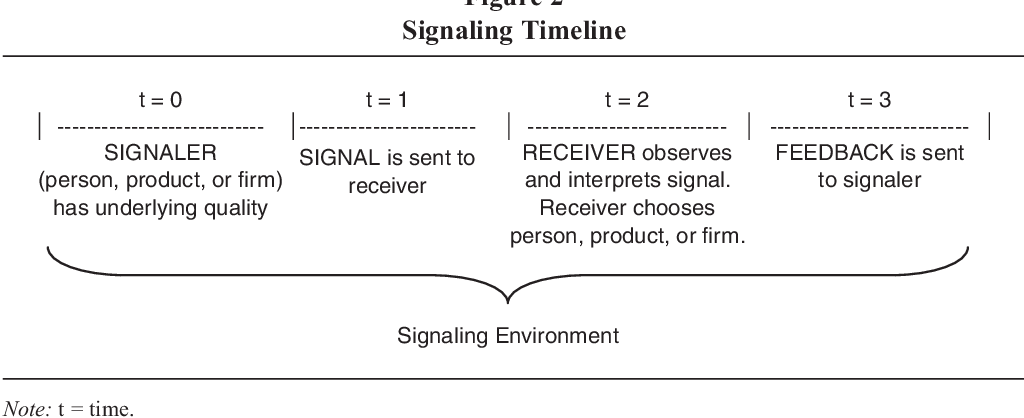 Figure 2
Signaling Timeline
t = 0 t = 1 t = 2 t = 3
SIGNALER
(person, product, or firm)
has underlying quality
SIGNAL is sent to
receiver
RECEIVER observes
and interprets signal.
Receiver chooses
person, product, or firm.
FEEDBACK is sent
to signaler
Signaling Environment
Note: t = time.